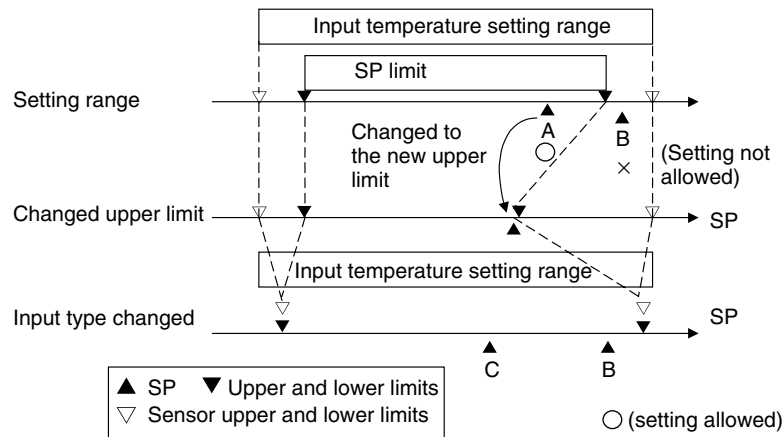 Input temperature setting range
SP limit
Setting range
A
B
Changed to
the new upper
limit
(Setting not
allowed)
Changed upper limit
SP
Input temperature setting range
Input type changed
SP
C
B
SP
Upper and lower limits
Sensor upper and lower limits
(setting allowed)